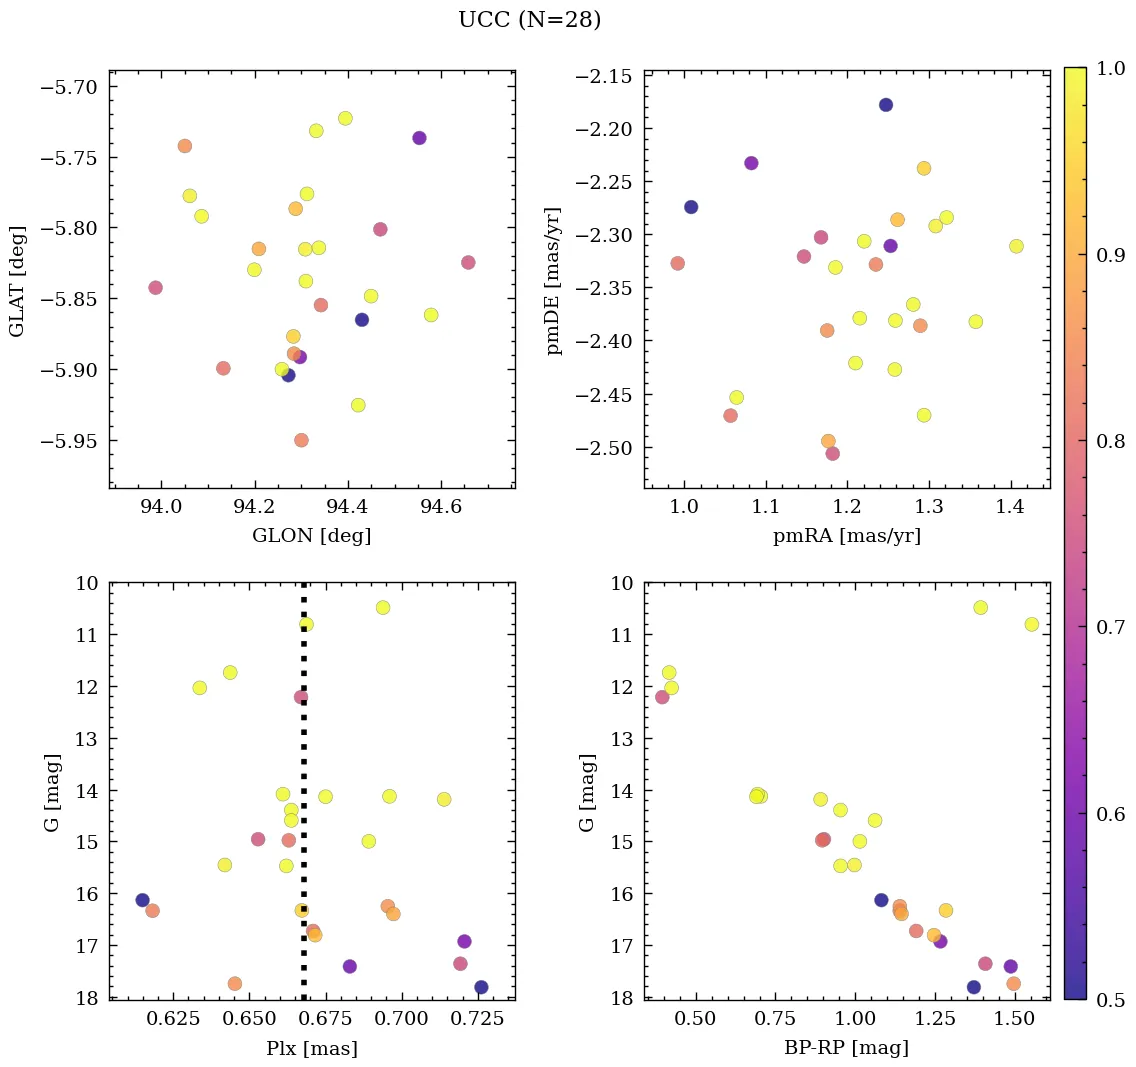 UCC (N=28)
−5.70
−5.75
−5.80
−5.85
−5.90
−5.95
GLAT [deg]
94.0 94.2 94.4 94.6
GLON [deg]
−2.15
−2.20
−2.25
−2.30
−2.35
−2.40
−2.45
−2.50
pmDE [mas/yr]
1.0 1.1 1.2 1.3 1.4
pmRA [mas/yr]
10
11
12
13
14
15
16
17
18
G [mag]
0.625 0.650 0.675 0.700 0.725
Plx [mas]
10
11
12
13
14
15
16
17
18
G [mag]
0.50 0.75 1.00 1.25 1.50
BP-RP [mag]
1.0
0.9
0.8
0.7
0.6
0.5